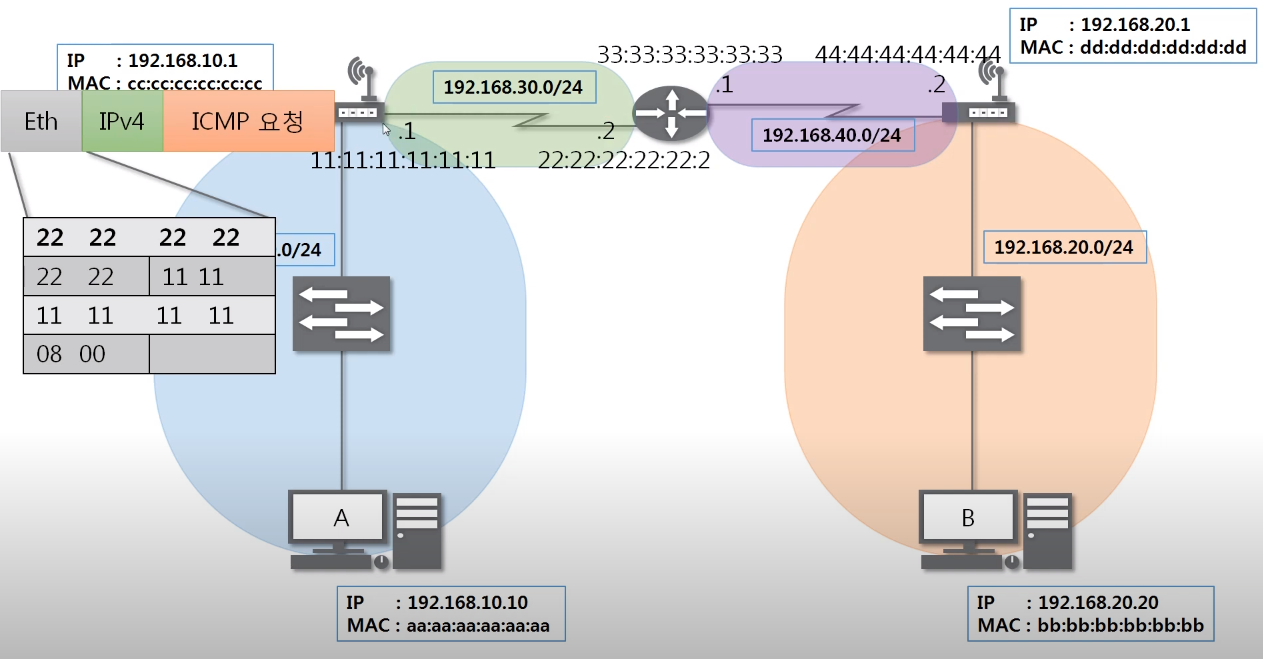 IP : 192.168.10.1
MAC : cc:cc:cc:cc:cc:cc
Eth IPv4 ICMP 요청
22 22 22 22
22 22 11 11
11 11 11 11
08 00
.0/24
192.168.30.0/24
.1
.2
11:11:11:11:11:11
22:22:22:22:22:2
33:33:33:33:33:33
44:44:44:44:44:44
.1
.2
192.168.40.0/24
IP : 192.168.20.1
MAC : dd:dd:dd:dd:dd:dd
192.168.20.0/24
A
B
IP : 192.168.10.10
MAC : aa:aa:aa:aa:aa:aa
IP : 192.168.20.20
MAC : bb:bb:bb:bb:bb:bb